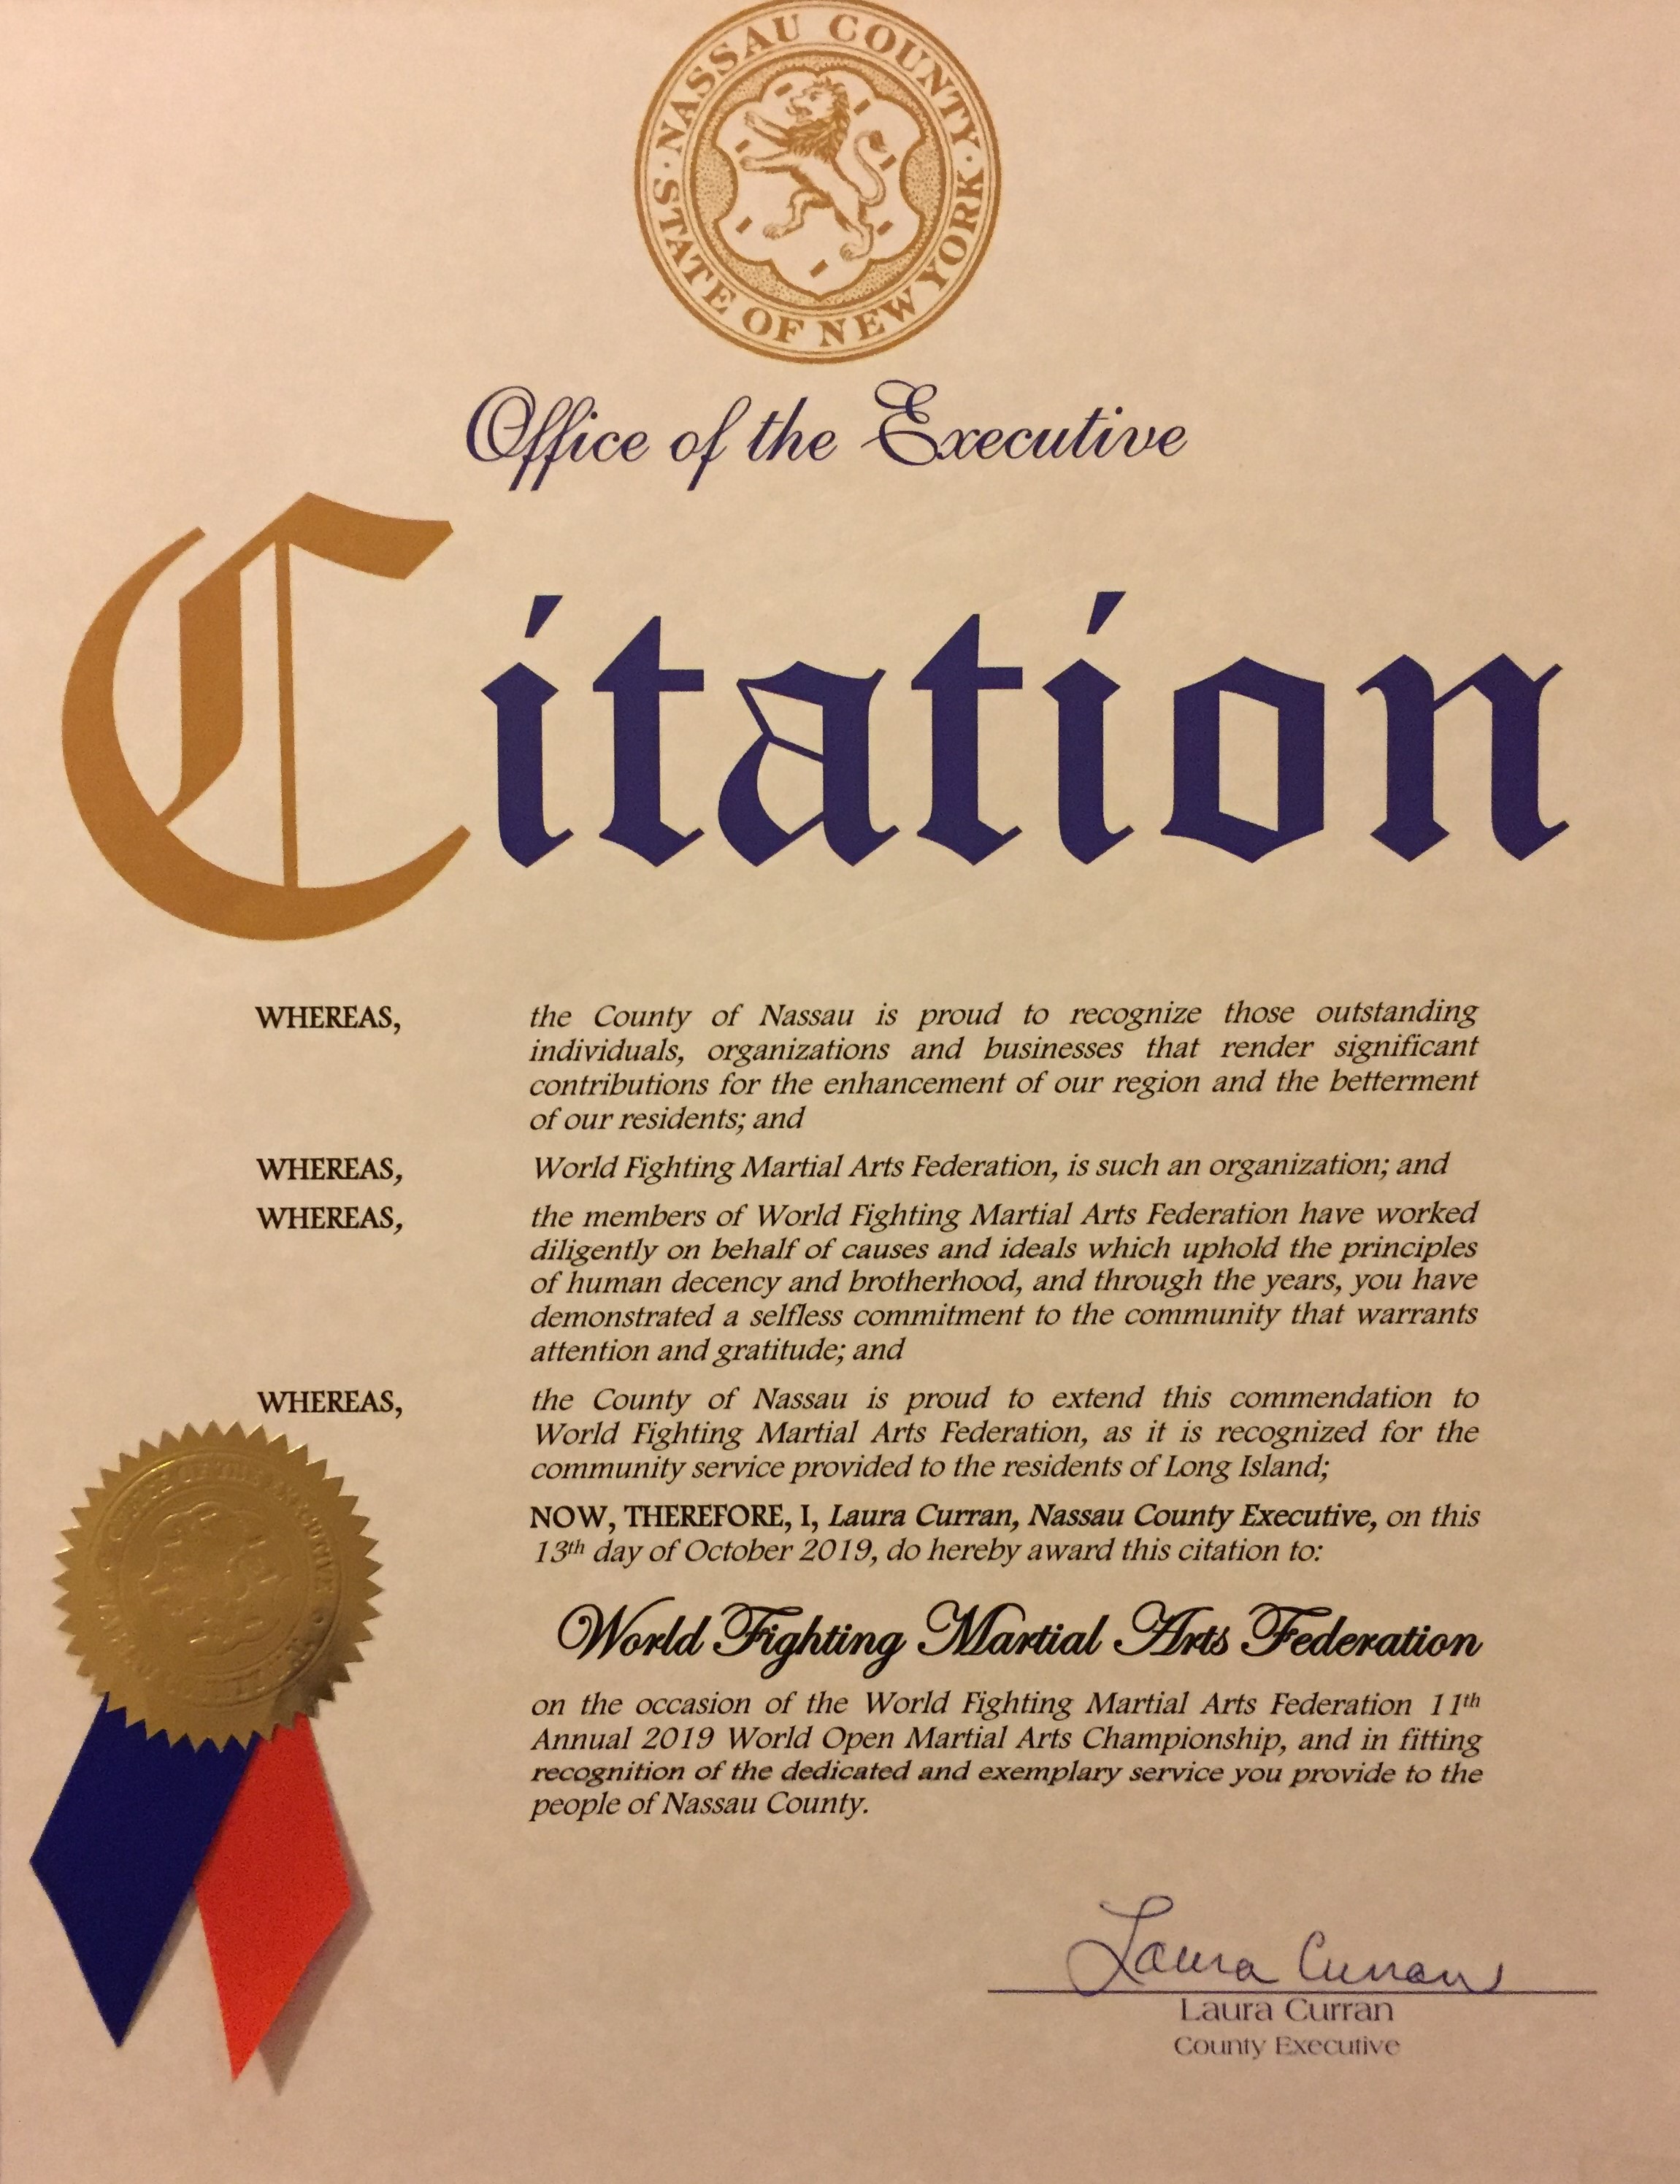 NASSAU COUNTY
STATE OF NEW YORK
Office of the Executive
Citation
WHEREAS, the County of Nassau is proud to recognize those outstanding
individuals, organizations and businesses that render significant
contributions for the enhancement of our region and the betterment
of our residents; and
WHEREAS, World Fighting Martial Arts Federation, is such an organization; and
WHEREAS, the members of World Fighting Martial Arts Federation have worked
diligently on behalf of causes and ideals which uphold the principles
of human decency and brotherhood, and through the years, you have
demonstrated a selfless commitment to the community that warrants
attention and gratitude; and
WHEREAS, the County of Nassau is proud to extend this commendation to
World Fighting Martial Arts Federation, as it is recognized for the
community service provided to the residents of Long Island;
NOW, THEREFORE, I, Laura Curran, Nassau County Executive, on this
13th day of October 2019, do hereby award this citation to:
World Fighting Martial Arts Federation
on the occasion of the World Fighting Martial Arts Federation 11th
Annual 2019 World Open Martial Arts Championship, and in fitting
recognition of the dedicated and exemplary service you provide to the
people of Nassau County.
Laura Curran
Laura Curran
County Executive